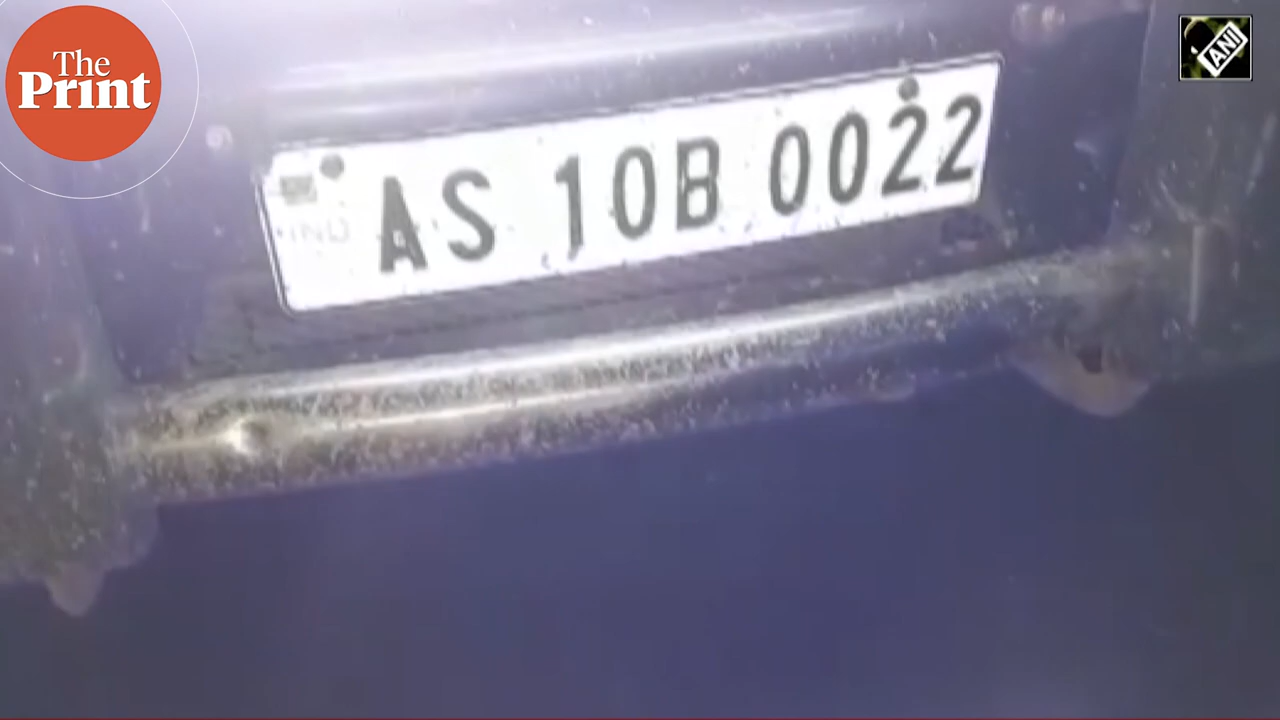 The
Print
ANI
IND
AS 10B 0022